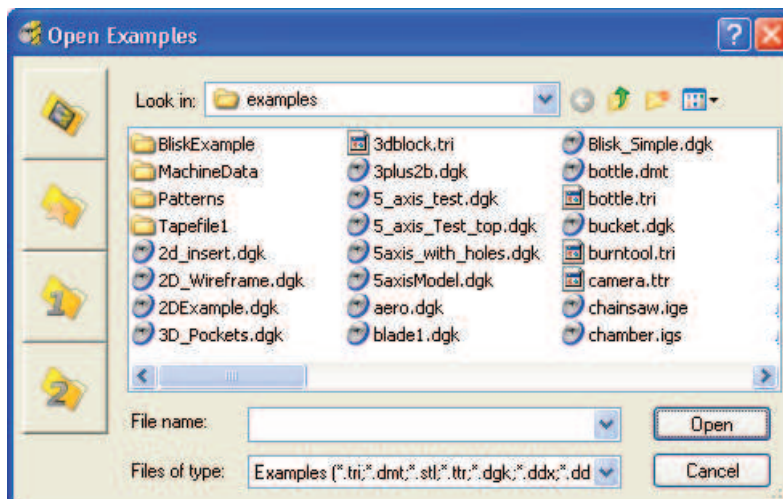 Open Examples
Look in: examples
BliskExample
MachineData
Patterns
Tapefile1
2d_insert.dgk
2D_Wireframe.dgk
2DExample.dgk
3D_Pockets.dgk
3dblock.tri
3plus2b.dgk
5_axis_test.dgk
5_axis_Test_top.dgk
5axis_with_holes.dgk
5axisModel.dgk
aero.dgk
blade1.dgk
Blisk_Simple.dgk
bottle.dmt
bottle.tri
bucket.dgk
burntool.tri
camera.ttr
chainsaw.ige
chamber.igs
1
2
File name:
Open
Files of type: Examples (*.tri;*.dmt;*.stl;*.ttr;*.dgk;*.ddx;*.dd
Cancel